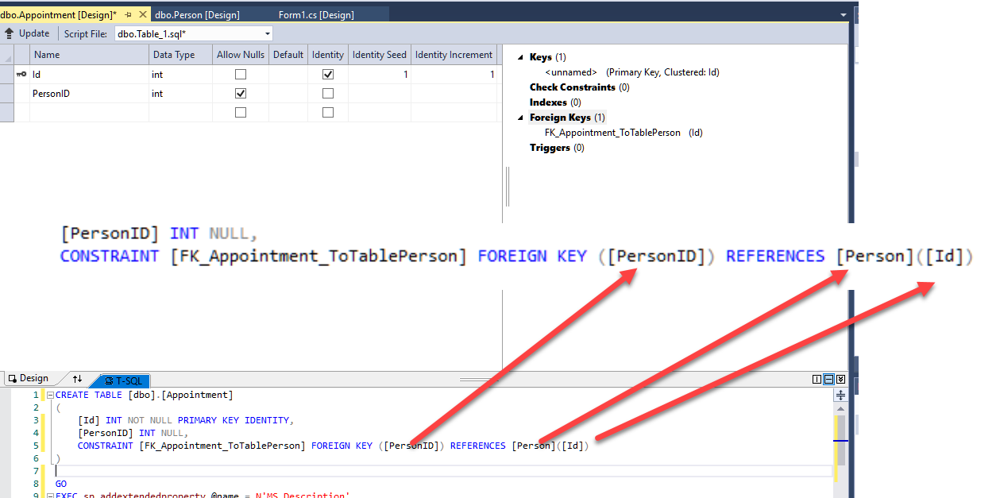 dbo.Appointment [Design]* dbo.Person [Design] Form1.cs [Design]
Update Script File: dbo.Table_1.sql*
Name Data Type Allow Nulls Default Identity Identity Seed Identity Increment
Id int 1 1
PersonID int
Keys (1)
<unnamed> (Primary Key, Clustered: Id)
Check Constraints (0)
Indexes (0)
Foreign Keys (1)
FK_Appointment_ToTablePerson (Id)
Triggers (0)
[PersonID] INT NULL,
CONSTRAINT [FK_Appointment_ToTablePerson] FOREIGN KEY ([PersonID]) REFERENCES [Person]([Id])
Design T-SQL
1 CREATE TABLE [dbo].[Appointment]
2 (
3 [Id] INT NOT NULL PRIMARY KEY IDENTITY,
4 [PersonID] INT NULL,
5 CONSTRAINT [FK_Appointment_ToTablePerson] FOREIGN KEY ([PersonID]) REFERENCES [Person]([Id])
6 )
7
8 GO
9 EXEC sp_addextendedproperty @name = N'MS_Description'